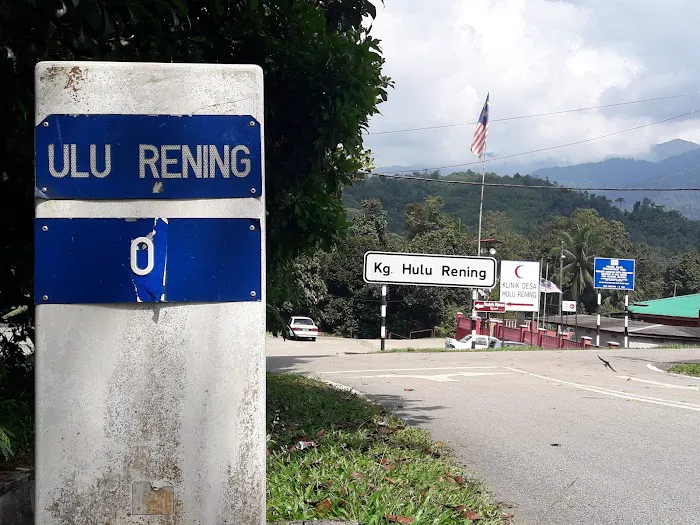 ULU RENING
0
Kg. Hulu Rening
KLINIK DESA
HULU RENING